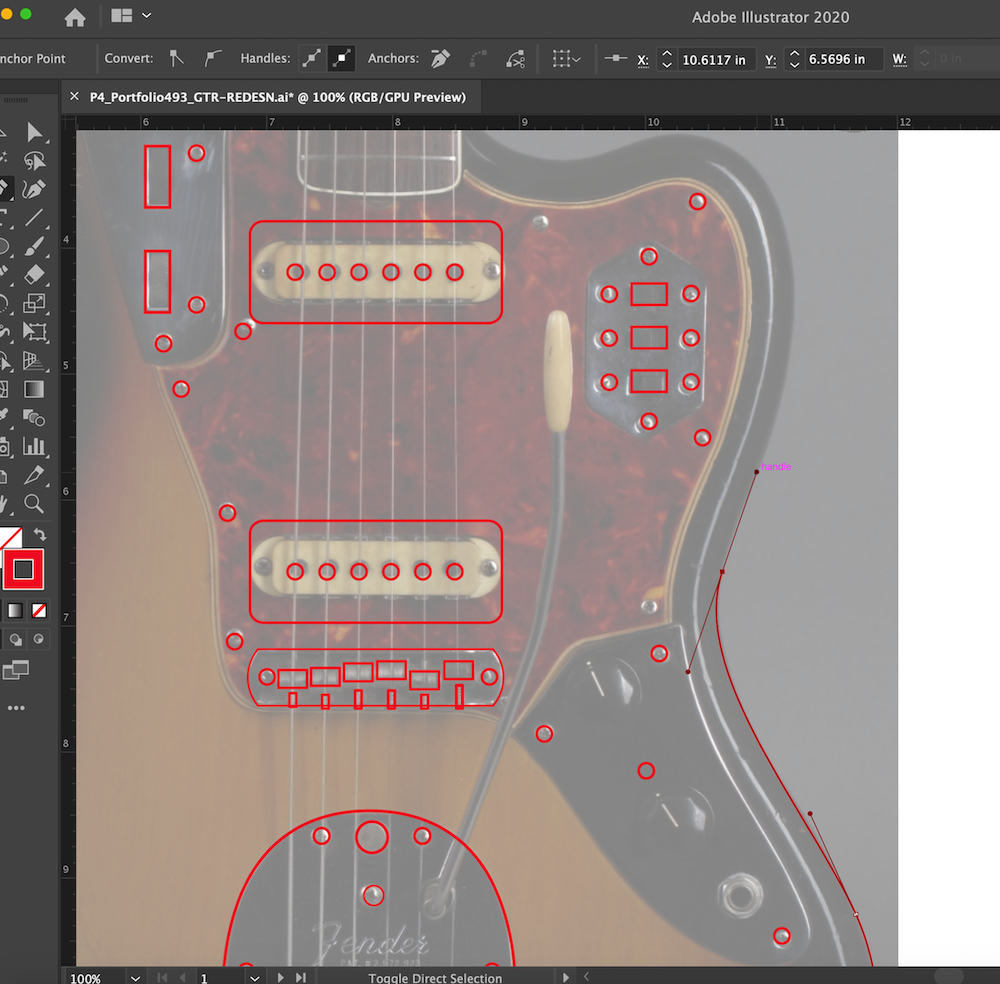 Adobe Illustrator 2020
nchor Point
Convert:
Handles:
Anchors:
X:
10.6117 in
Y:
6.5696 in
W:
0 in
× P4_Portfolio493_GTR-REDESN.ai* @ 100% (RGB/GPU Preview)
6 7 8 9 10 11 12
4
5
handle
6
7
8
9
Fender
100%
1
Toggle Direct Selection